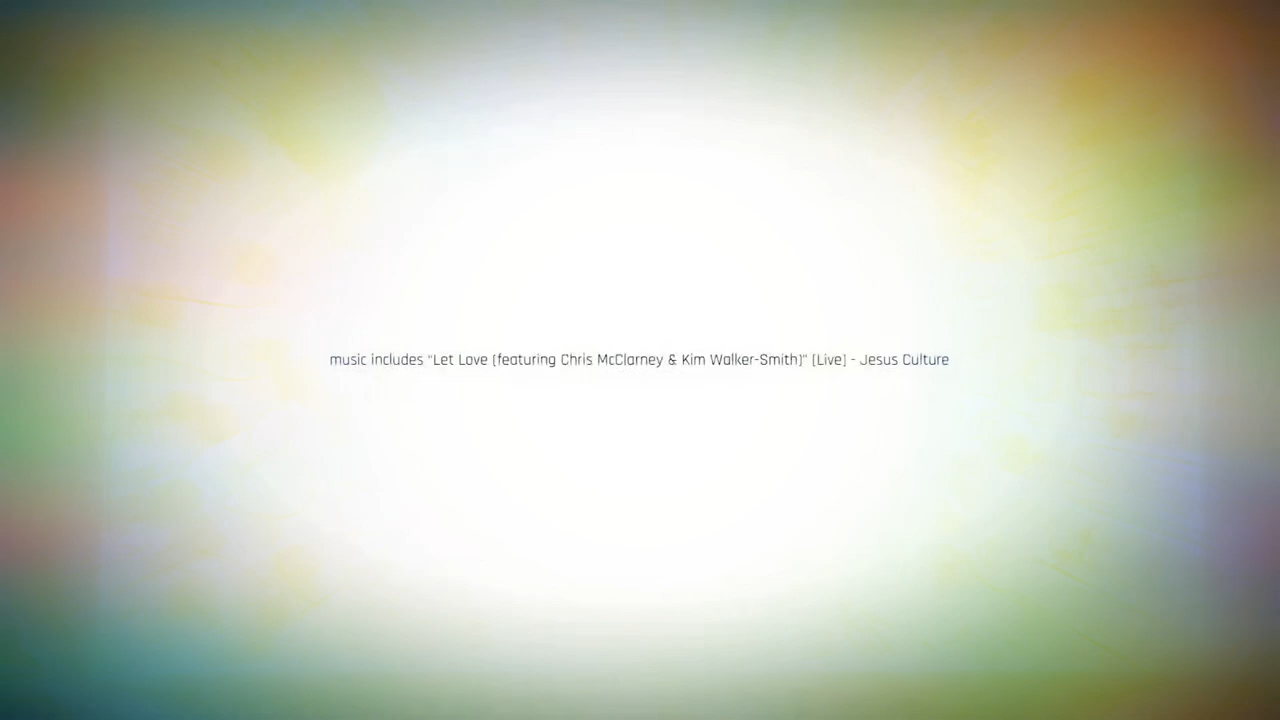 music includes "Let Love (featuring Chris McClarney & Kim Walker-Smith)" (Live) - Jesus Culture